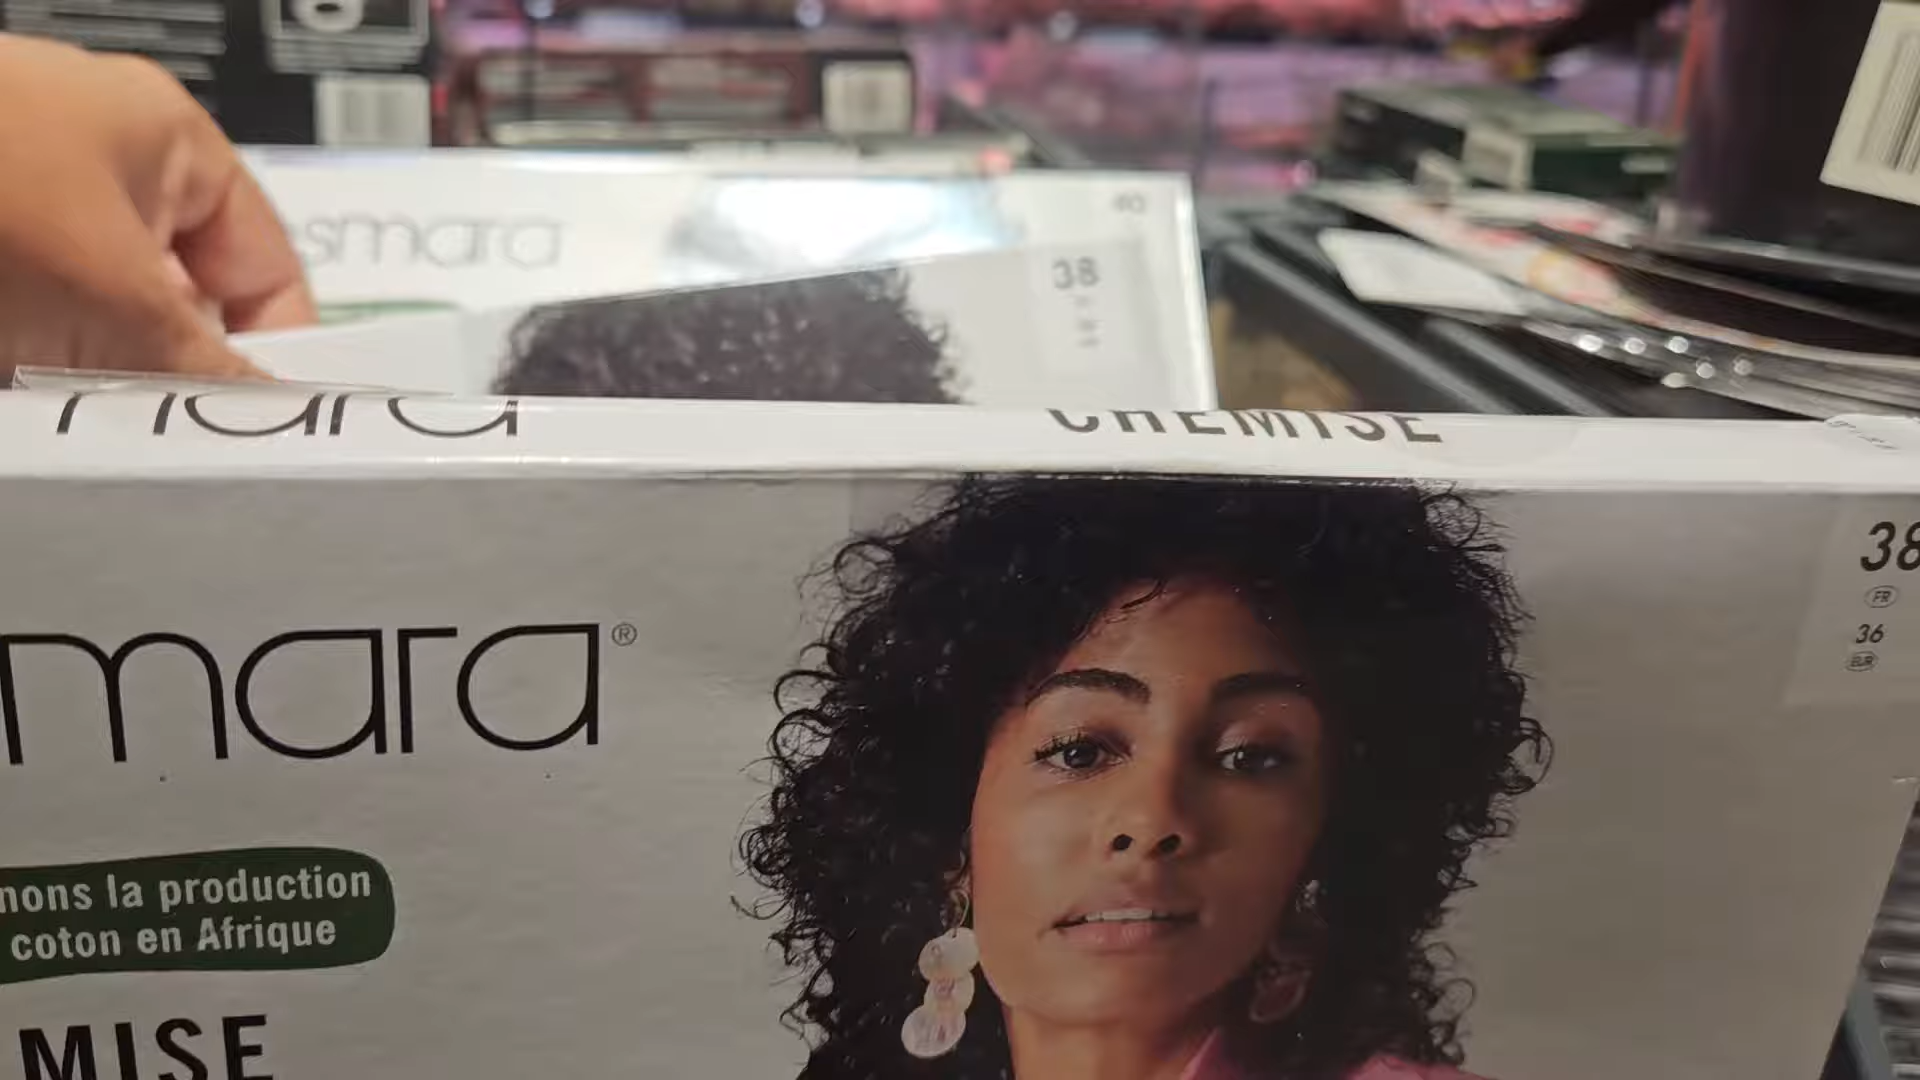 smara
40
38
mara
CHEMISE
38
FR
36
EUR
mara®
nons la production
coton en Afrique
MISE